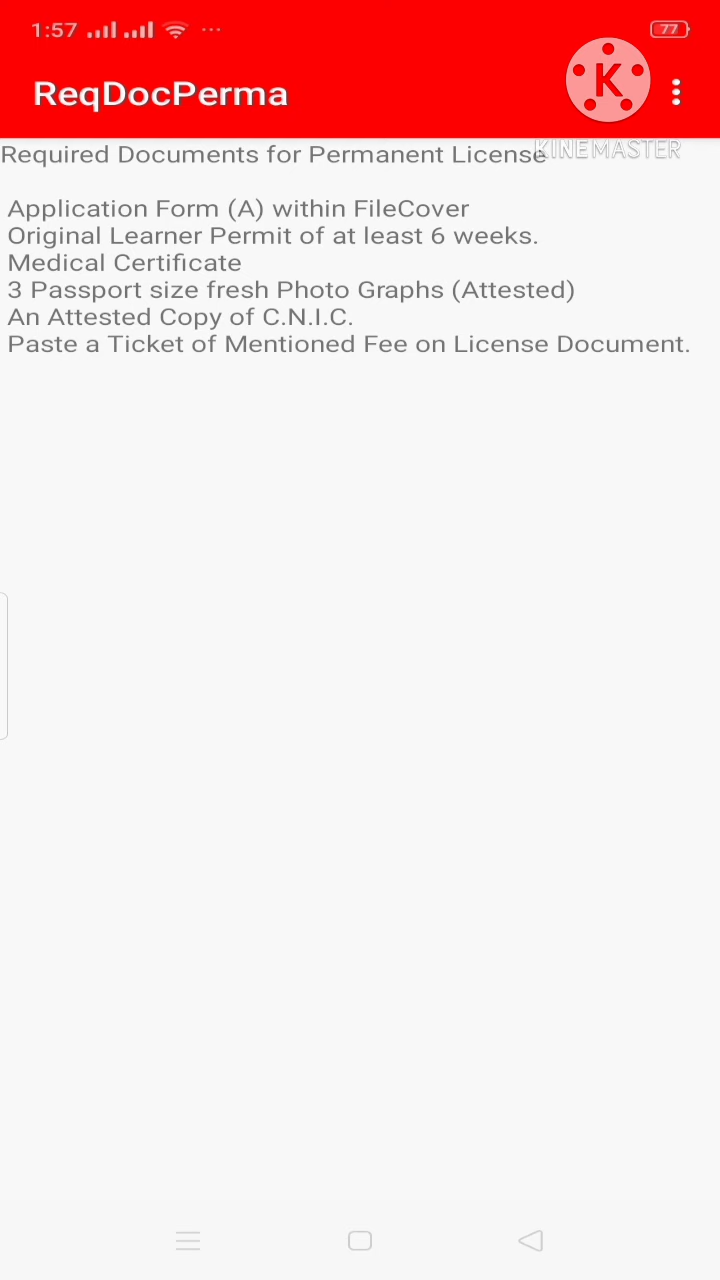 1:57
77
K
ReqDocPerma
KINEMASTER
Required Documents for Permanent License
Application Form (A) within FileCover
Original Learner Permit of at least 6 weeks.
Medical Certificate
3 Passport size fresh Photo Graphs (Attested)
An Attested Copy of C.N.I.C.
Paste a Ticket of Mentioned Fee on License Document.